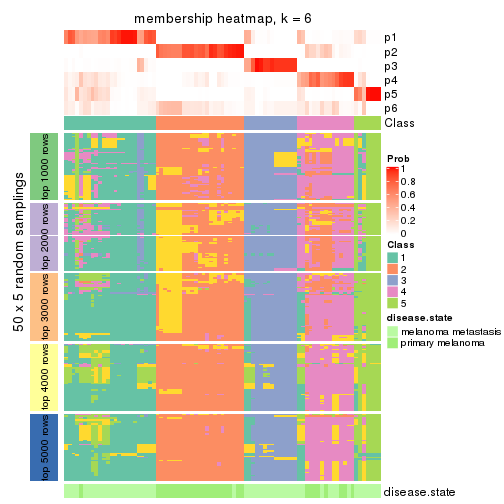 membership heatmap, k = 6
p1
p2
p3
p4
p5
p6
Class
50 x 5 random samplings
top 1000 rows
top 2000 rows
top 3000 rows
top 4000 rows
top 5000 rows
Prob
1
0.8
0.6
0.4
0.2
0
Class
1
2
3
4
5
disease.state
melanoma metastasis
primary melanoma
disease.state